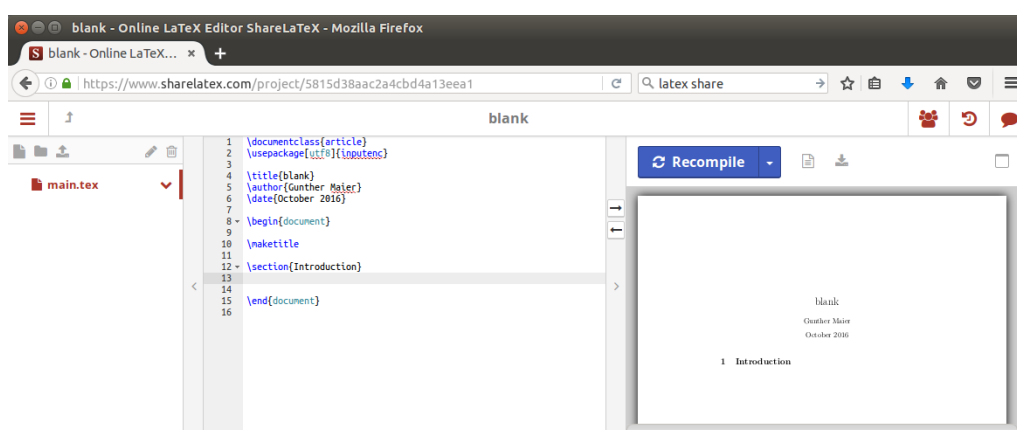 blank - Online LaTeX Editor ShareLaTeX - Mozilla Firefox
S blank - Online LaTeX... × +
https://www.sharelatex.com/project/5815d38aac2a4cbd4a13eea1
latex share
blank
main.tex
1 \documentclass{article}
2 \usepackage[utf8]{inputenc}
3
4 \title{blank}
5 \author{Gunther Maier}
6 \date{October 2016}
7
8 \begin{document}
9
10 \maketitle
11
12 \section{Introduction}
13
14
15 \end{document}
16
Recompile
blank
Gunther Maier
October 2016
1 Introduction